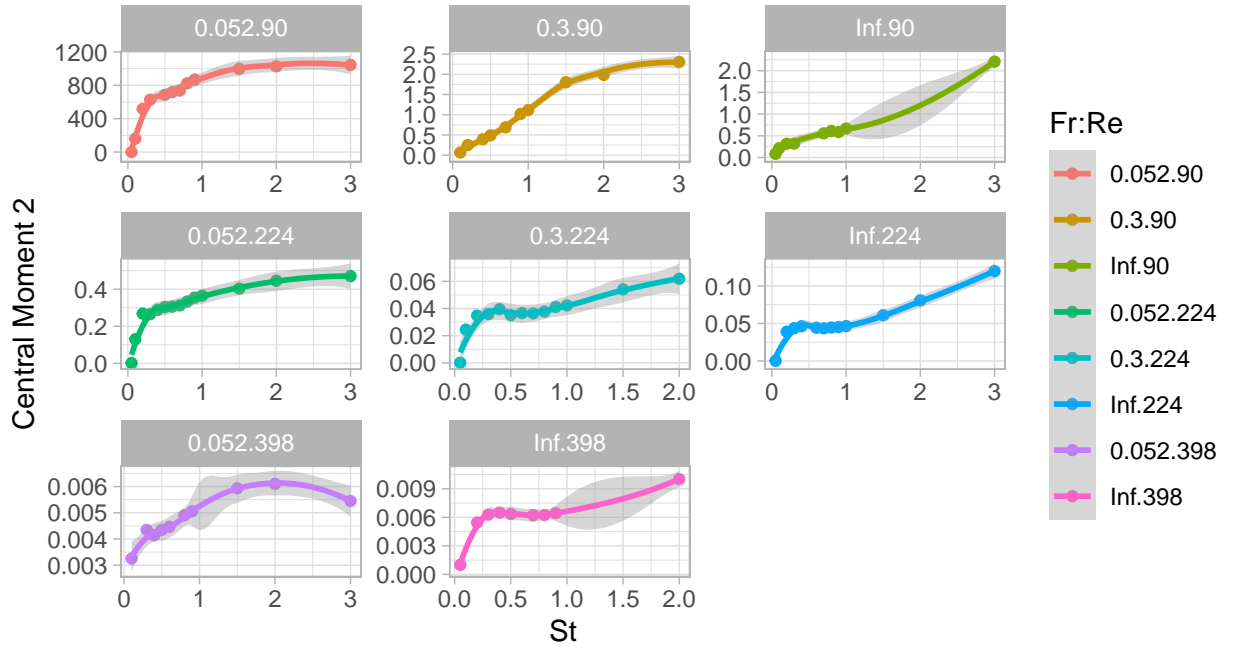 0.052.90
0.3.90
Inf.90
1200
800
400
0
0 1 2 3
2.5
2.0
1.5
1.0
0.5
0.0
0 1 2 3
2.0
1.5
1.0
0.5
0.0
0 1 2 3
0.052.224
0.3.224
Inf.224
0.4
0.2
0.0
0 1 2 3
0.06
0.04
0.02
0.00
0.0 0.5 1.0 1.5 2.0
0.10
0.05
0.00
0 1 2 3
0.052.398
Inf.398
0.006
0.005
0.004
0.003
0 1 2 3
0.009
0.006
0.003
0.000
0.0 0.5 1.0 1.5 2.0
Central Moment 2
St
Fr:Re
0.052.90
0.3.90
Inf.90
0.052.224
0.3.224
Inf.224
0.052.398
Inf.398